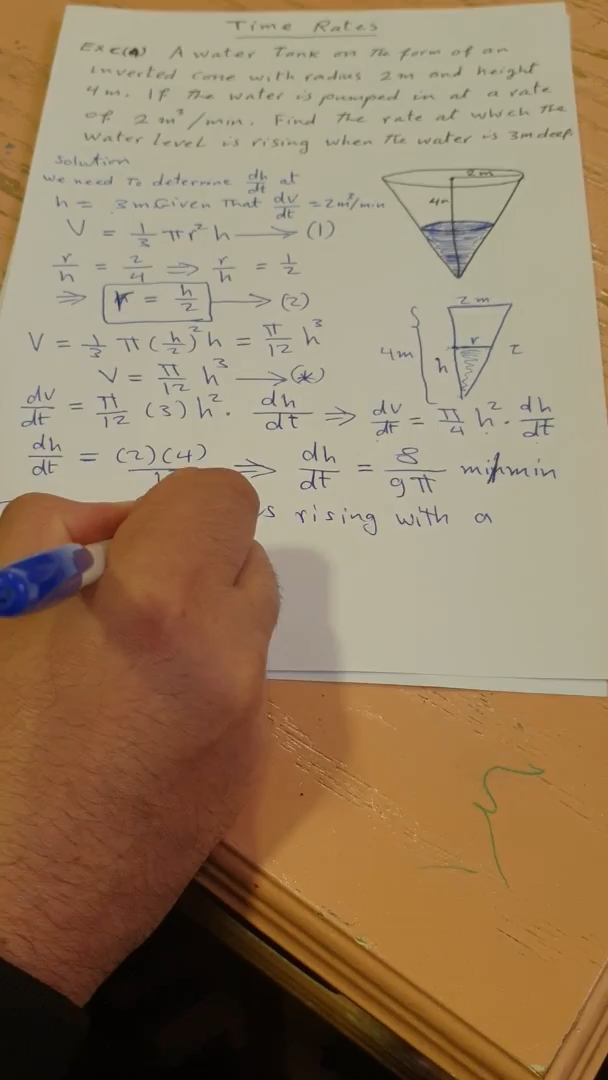 Time Rates
Exc(A) A water Tank on the form of an
inverted cone with radius 2 m and height
4 m. If the water is pumped in at a rate
of 2 m³/min. Find the rate at which the
water level is rising when the water is 3m deep
Solution
we need to determine dh/dt at
h = 3m Given that dv/dt = 2m³/min
V = 1/3 πr² h → (1)
r/h = 2/4 ⇒ r/h = 1/2
⇒ r = h/2 → (2)
V = 1/3 π (h/2)² h = π/12 h³
V = π/12 h³ → (*)
dv/dt = π/12 (3) h² · dh/dt ⇒ dv/dt = π/4 h² · dh/dt
dh/dt = (2)(4) ⇒ dh/dt = 8/9π m/min
s rising with a
2 m
4m
2 m
4m
r
h